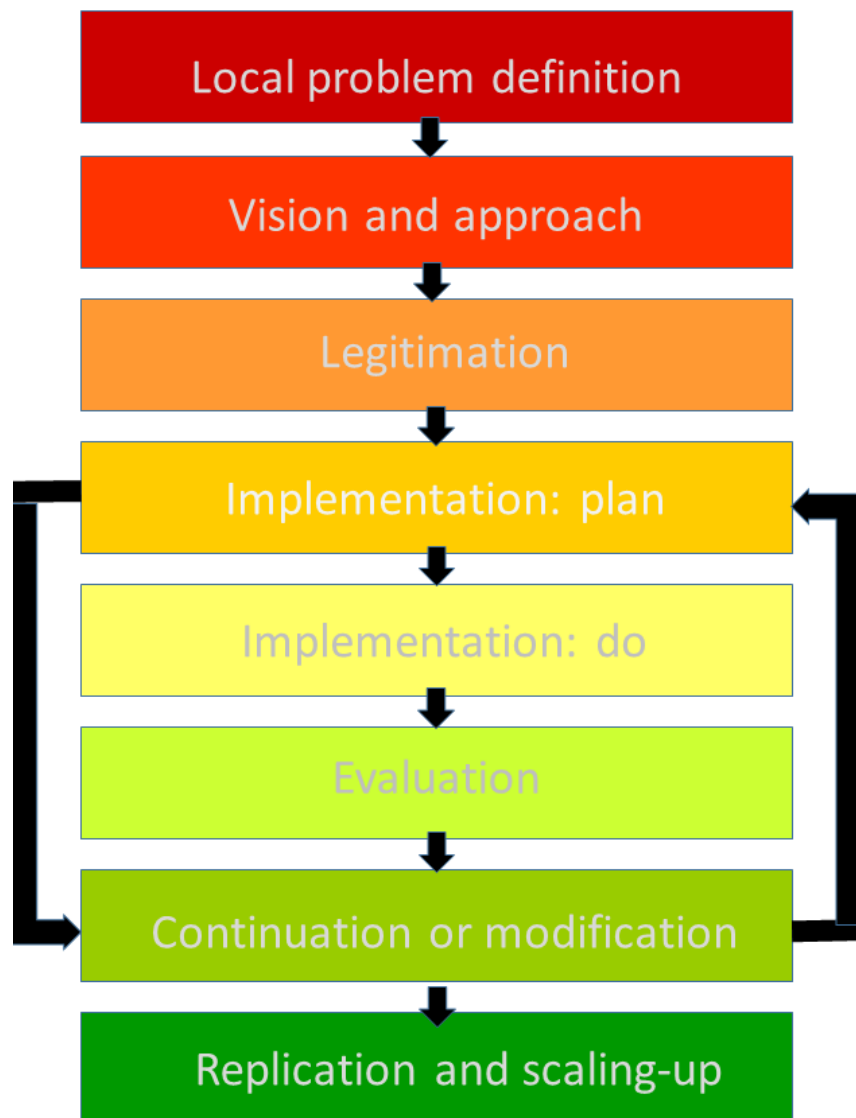 Local problem definition
Vision and approach
Legitimation
Implementation: plan
Implementation: do
Evaluation
Continuation or modification
Replication and scaling-up